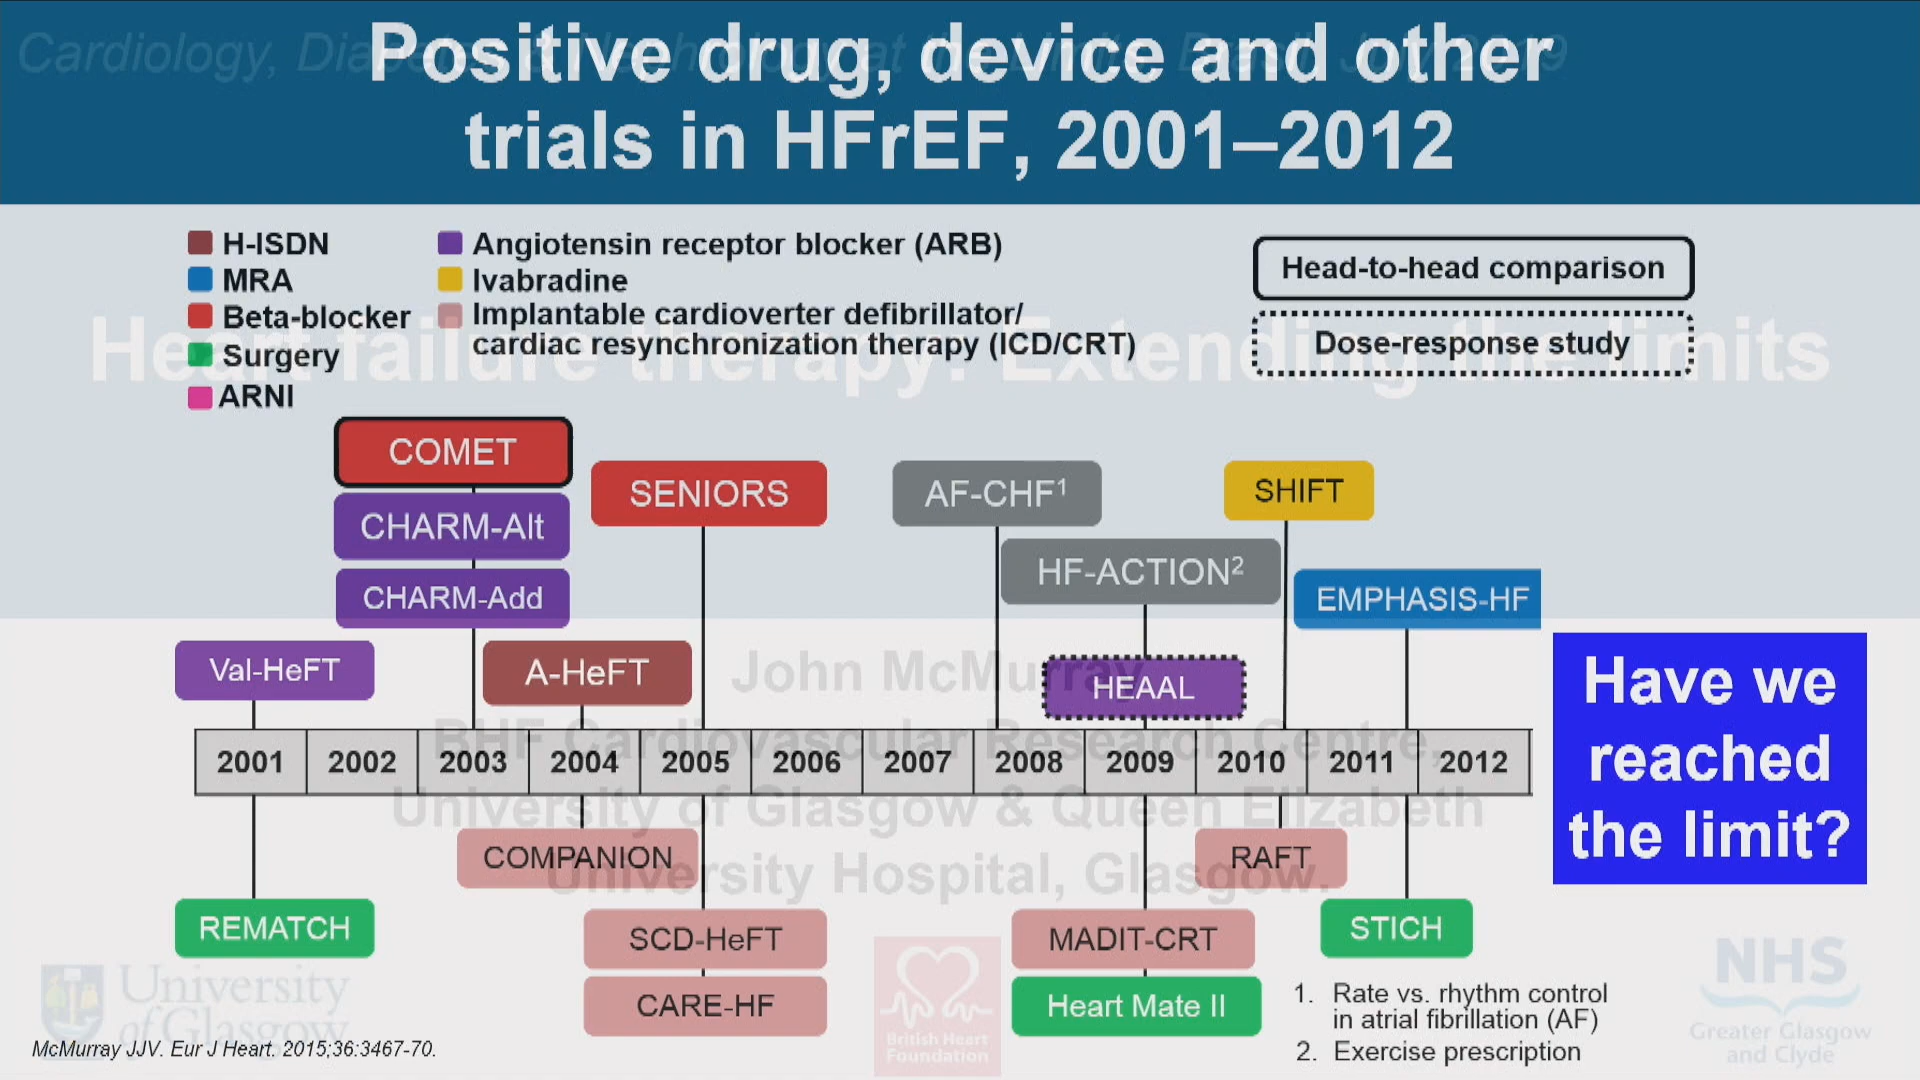 Cardiology, Diabetes & Nephrology at the Limits, Brasil, July 2019
Positive drug, device and other
trials in HFrEF, 2001–2012
H-ISDN
MRA
Beta-blocker
Surgery
ARNI
Angiotensin receptor blocker (ARB)
Ivabradine
Implantable cardioverter defibrillator/
cardiac resynchronization therapy (ICD/CRT)
Head-to-head comparison
Dose-response study
Heart failure therapy: Extending the limits
COMET
CHARM-Alt
CHARM-Add
SENIORS
AF-CHF¹
SHIFT
HF-ACTION²
EMPHASIS-HF
Val-HeFT
A-HeFT
HEAAL
John McMurray
BHF Cardiovascular Research Centre,
University of Glasgow & Queen Elizabeth
University Hospital, Glasgow.
2001 2002 2003 2004 2005 2006 2007 2008 2009 2010 2011 2012
Have we
reached
the limit?
COMPANION
RAFT
REMATCH
SCD-HeFT
MADIT-CRT
STICH
CARE-HF
Heart Mate II
1. Rate vs. rhythm control
in atrial fibrillation (AF)
2. Exercise prescription
University
of Glasgow
British Heart
Foundation
NHS
Greater Glasgow
and Clyde
McMurray JJV. Eur J Heart. 2015;36:3467-70.